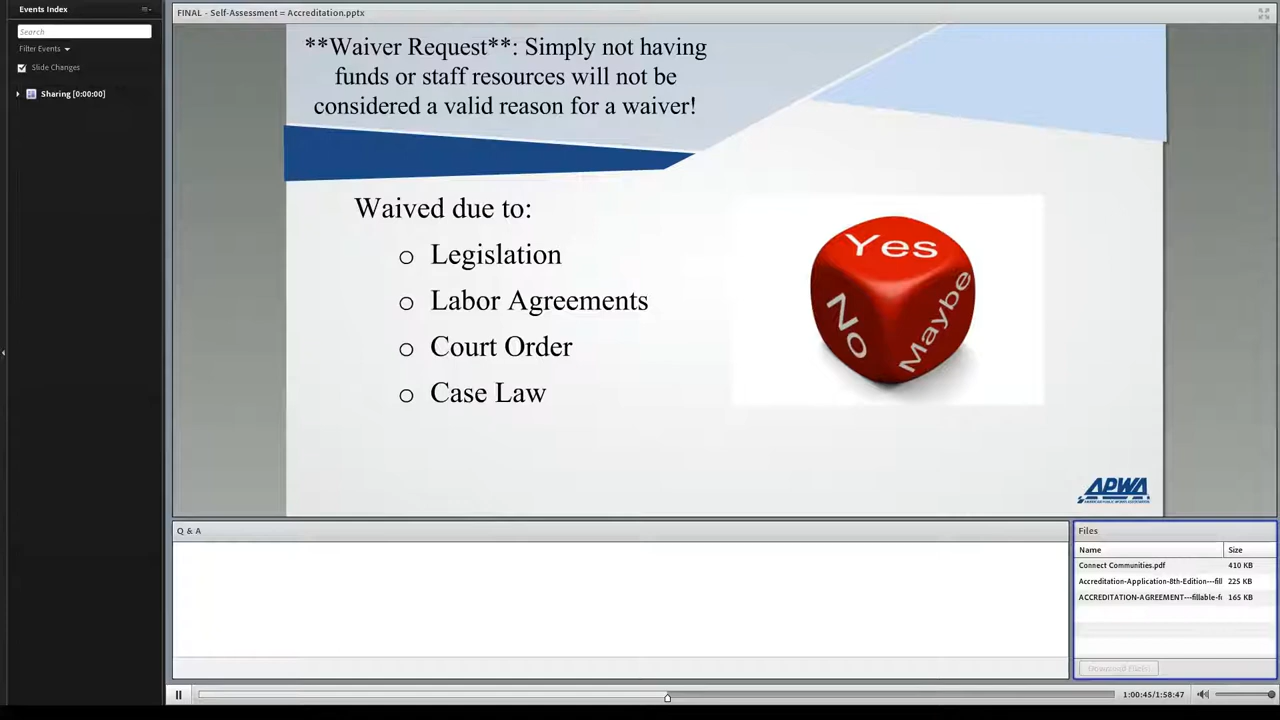 Events Index
Search
Filter Events
Slide Changes
Sharing [0:00:00]
FINAL - Self-Assessment = Accreditation.pptx
**Waiver Request**: Simply not having
funds or staff resources will not be
considered a valid reason for a waiver!
Waived due to:
o Legislation
o Labor Agreements
o Court Order
o Case Law
Yes
No
Maybe
APWA
Q & A
Files
Name Size
Connect Communities.pdf 410 KB
Accreditation-Application-8th-Edition---fill 225 KB
ACCREDITATION-AGREEMENT---fillable-f 165 KB
1:00:45/1:58:47